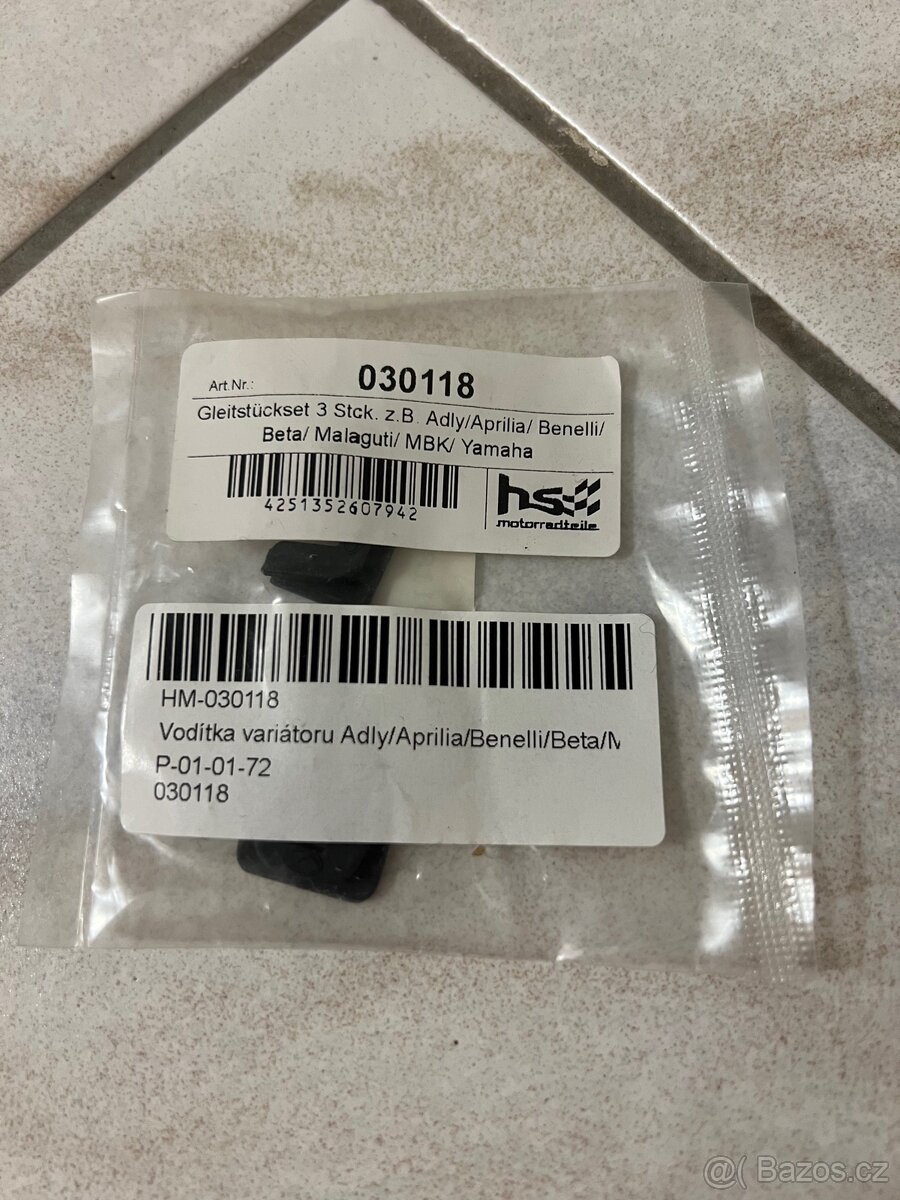 Art.Nr.: 030118
Gleitstückset 3 Stck. z.B. Adly/Aprilia/ Benelli/
Beta/ Malaguti/ MBK/ Yamaha
4251352607942
hs
motorradteile
HM-030118
Vodítka variátoru Adly/Aprilia/Benelli/Beta/M
P-01-01-72
030118
@( Bazos.cz